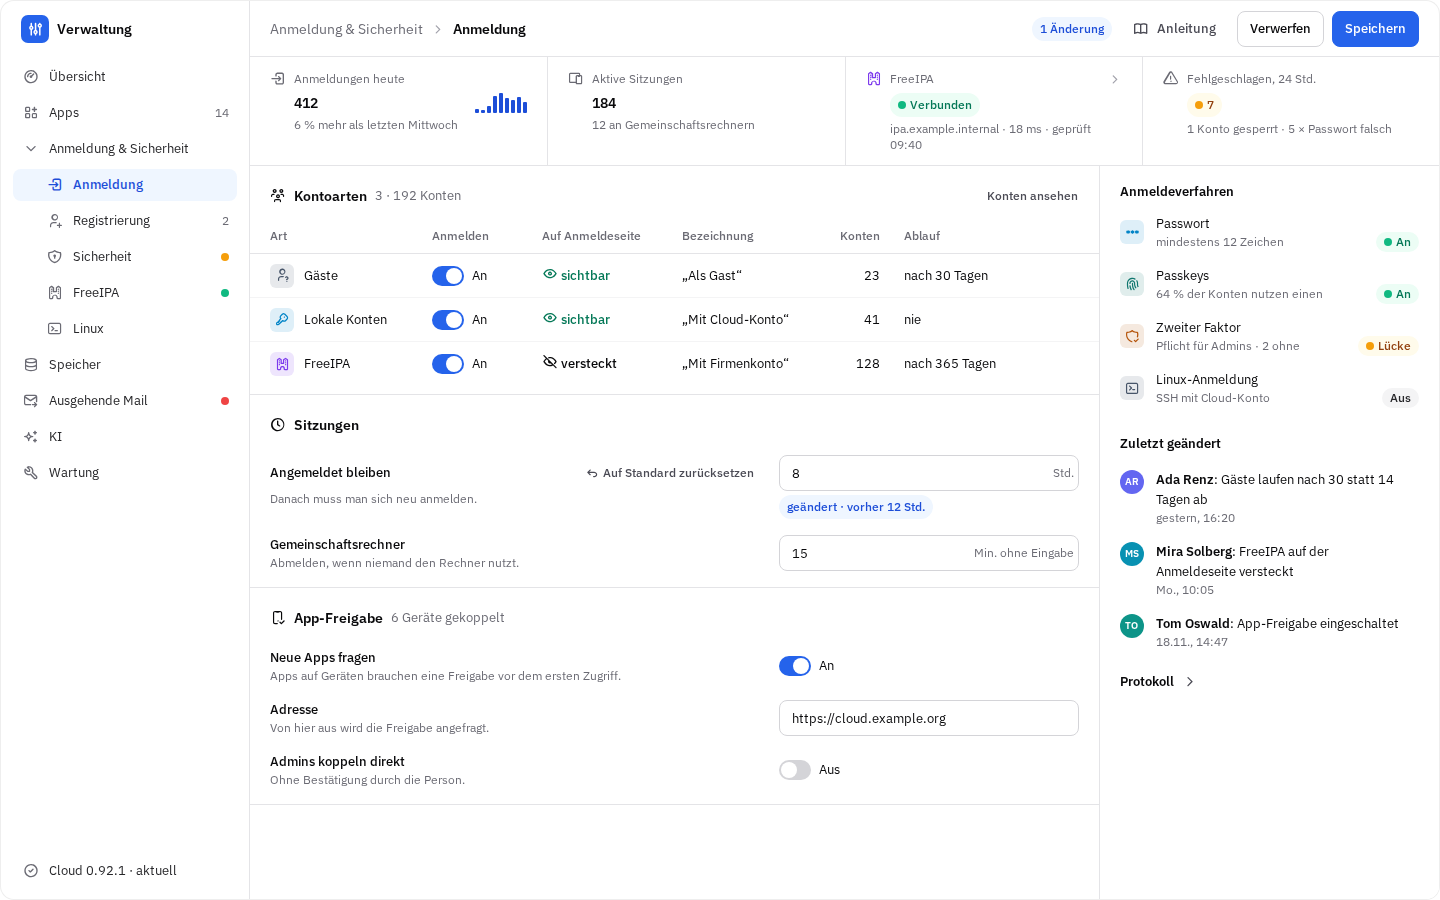 Verwaltung
Übersicht
Apps 14
Anmeldung & Sicherheit
Anmeldung
Registrierung 2
Sicherheit
FreeIPA
Linux
Speicher
Ausgehende Mail
KI
Wartung
Cloud 0.92.1 · aktuell
Anmeldung & Sicherheit > Anmeldung
1 Änderung
Anleitung
Verwerfen
Speichern
Anmeldungen heute
412
6 % mehr als letzten Mittwoch
Aktive Sitzungen
184
12 an Gemeinschaftsrechnern
FreeIPA
Verbunden
ipa.example.internal · 18 ms · geprüft
09:40
Fehlgeschlagen, 24 Std.
7
1 Konto gesperrt · 5 × Passwort falsch
Kontoarten 3 · 192 Konten
Konten ansehen
Art Anmelden Auf Anmeldeseite Bezeichnung Konten Ablauf
Gäste An sichtbar „Als Gast“ 23 nach 30 Tagen
Lokale Konten An sichtbar „Mit Cloud-Konto“ 41 nie
FreeIPA An versteckt „Mit Firmenkonto“ 128 nach 365 Tagen
Sitzungen
Angemeldet bleiben
Auf Standard zurücksetzen
8 Std.
Danach muss man sich neu anmelden.
geändert · vorher 12 Std.
Gemeinschaftsrechner
Abmelden, wenn niemand den Rechner nutzt.
15 Min. ohne Eingabe
App-Freigabe 6 Geräte gekoppelt
Neue Apps fragen
Apps auf Geräten brauchen eine Freigabe vor dem ersten Zugriff.
An
Adresse
Von hier aus wird die Freigabe angefragt.
https://cloud.example.org
Admins koppeln direkt
Ohne Bestätigung durch die Person.
Aus
Anmeldeverfahren
Passwort
mindestens 12 Zeichen An
Passkeys
64 % der Konten nutzen einen An
Zweiter Faktor
Pflicht für Admins · 2 ohne Lücke
Linux-Anmeldung
SSH mit Cloud-Konto Aus
Zuletzt geändert
AR Ada Renz: Gäste laufen nach 30 statt 14
Tagen ab
gestern, 16:20
MS Mira Solberg: FreeIPA auf der
Anmeldeseite versteckt
Mo., 10:05
TO Tom Oswald: App-Freigabe eingeschaltet
18.11., 14:47
Protokoll